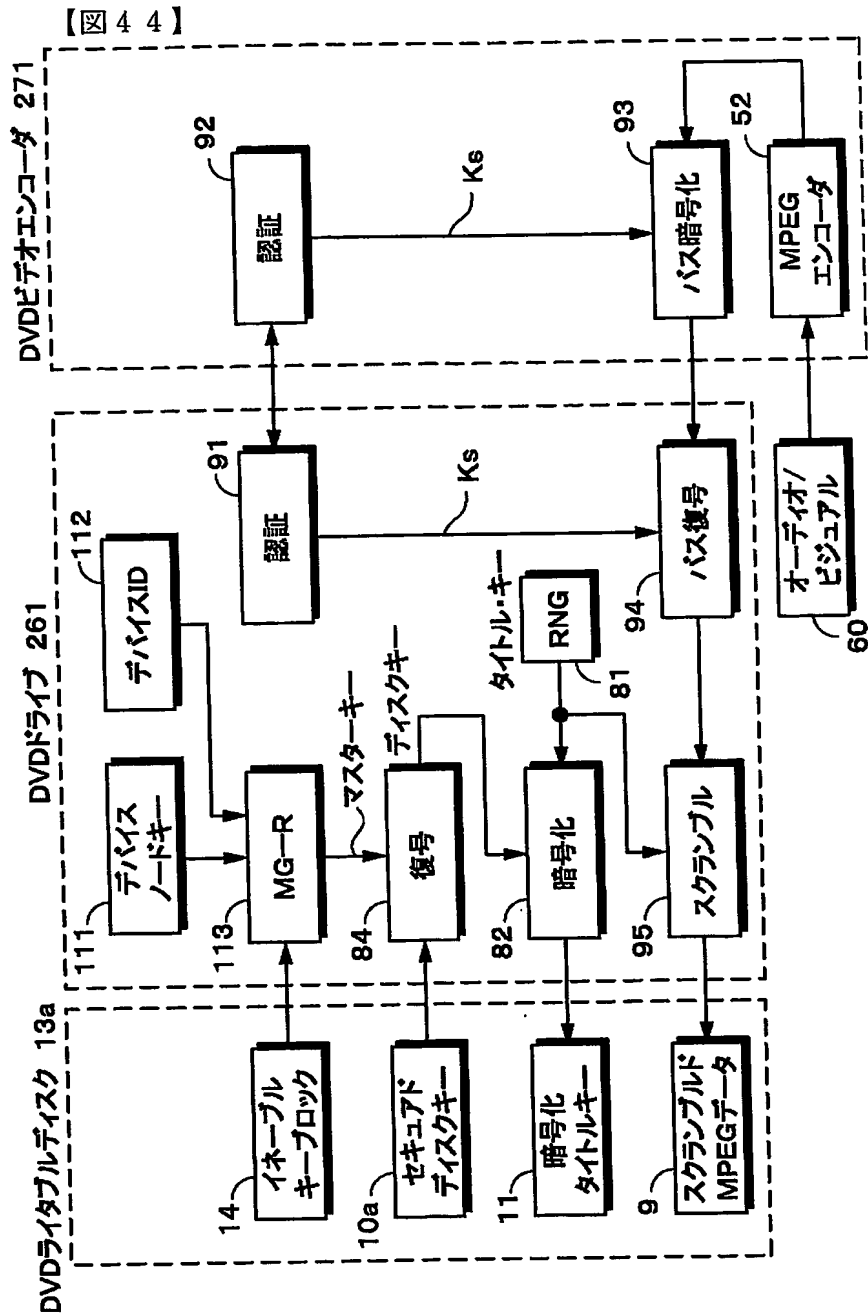 【図44】
DVDライタブルディスク 13a
DVDドライブ 261
DVDビデオエンコーダ 271
14
イネーブル
キーブロック
10a
セキュアド
ディスクキー
11
暗号化
タイトルキー
9
スクランブルド
MPEGデータ
111
デバイス
ノードキー
112
デバイスID
113
MG-R
マスターキー
84
復号
ディスクキー
82
暗号化
タイトル・キー
RNG
81
95
スクランブル
91
認証
Ks
94
バス復号
92
認証
Ks
93
バス暗号化
52
MPEG
エンコーダ
オーディオ/
ビジュアル
60